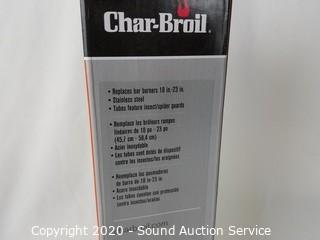 Char-Broil
• Replaces bar burners 18 in.-23 in.
• Stainless steel
• Tubes feature insect/spider guards
• Remplace les brûleurs rampes
linéaires de 18 po - 23 po
(45,7 cm - 58,4 cm)
• Acier inoxydable
• Les tubes sont dotés de dispositif
contre les insectes/les araignées
• Reemplaza los quemadores
de barra de 18 in-23 in.
• Acero inoxidable
• Los tubos cuentan con protección
contra insectos/arañas
Copyright 2020 - Sound Auction Service